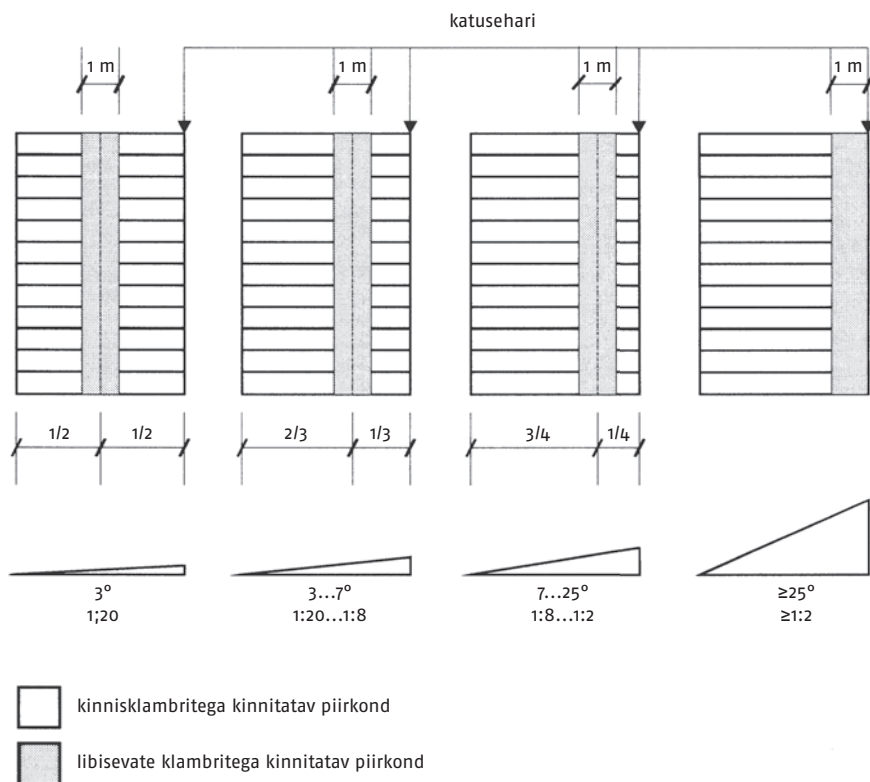 katusehari
1 m 1 m 1 m 1 m
1/2 1/2 2/3 1/3 3/4 1/4
3° 3...7° 7...25° ≥25°
1;20 1:20...1:8 1:8...1:2 ≥1:2
kinnisklambritega kinnitatav piirkond
libisevate klambritega kinnitatav piirkond